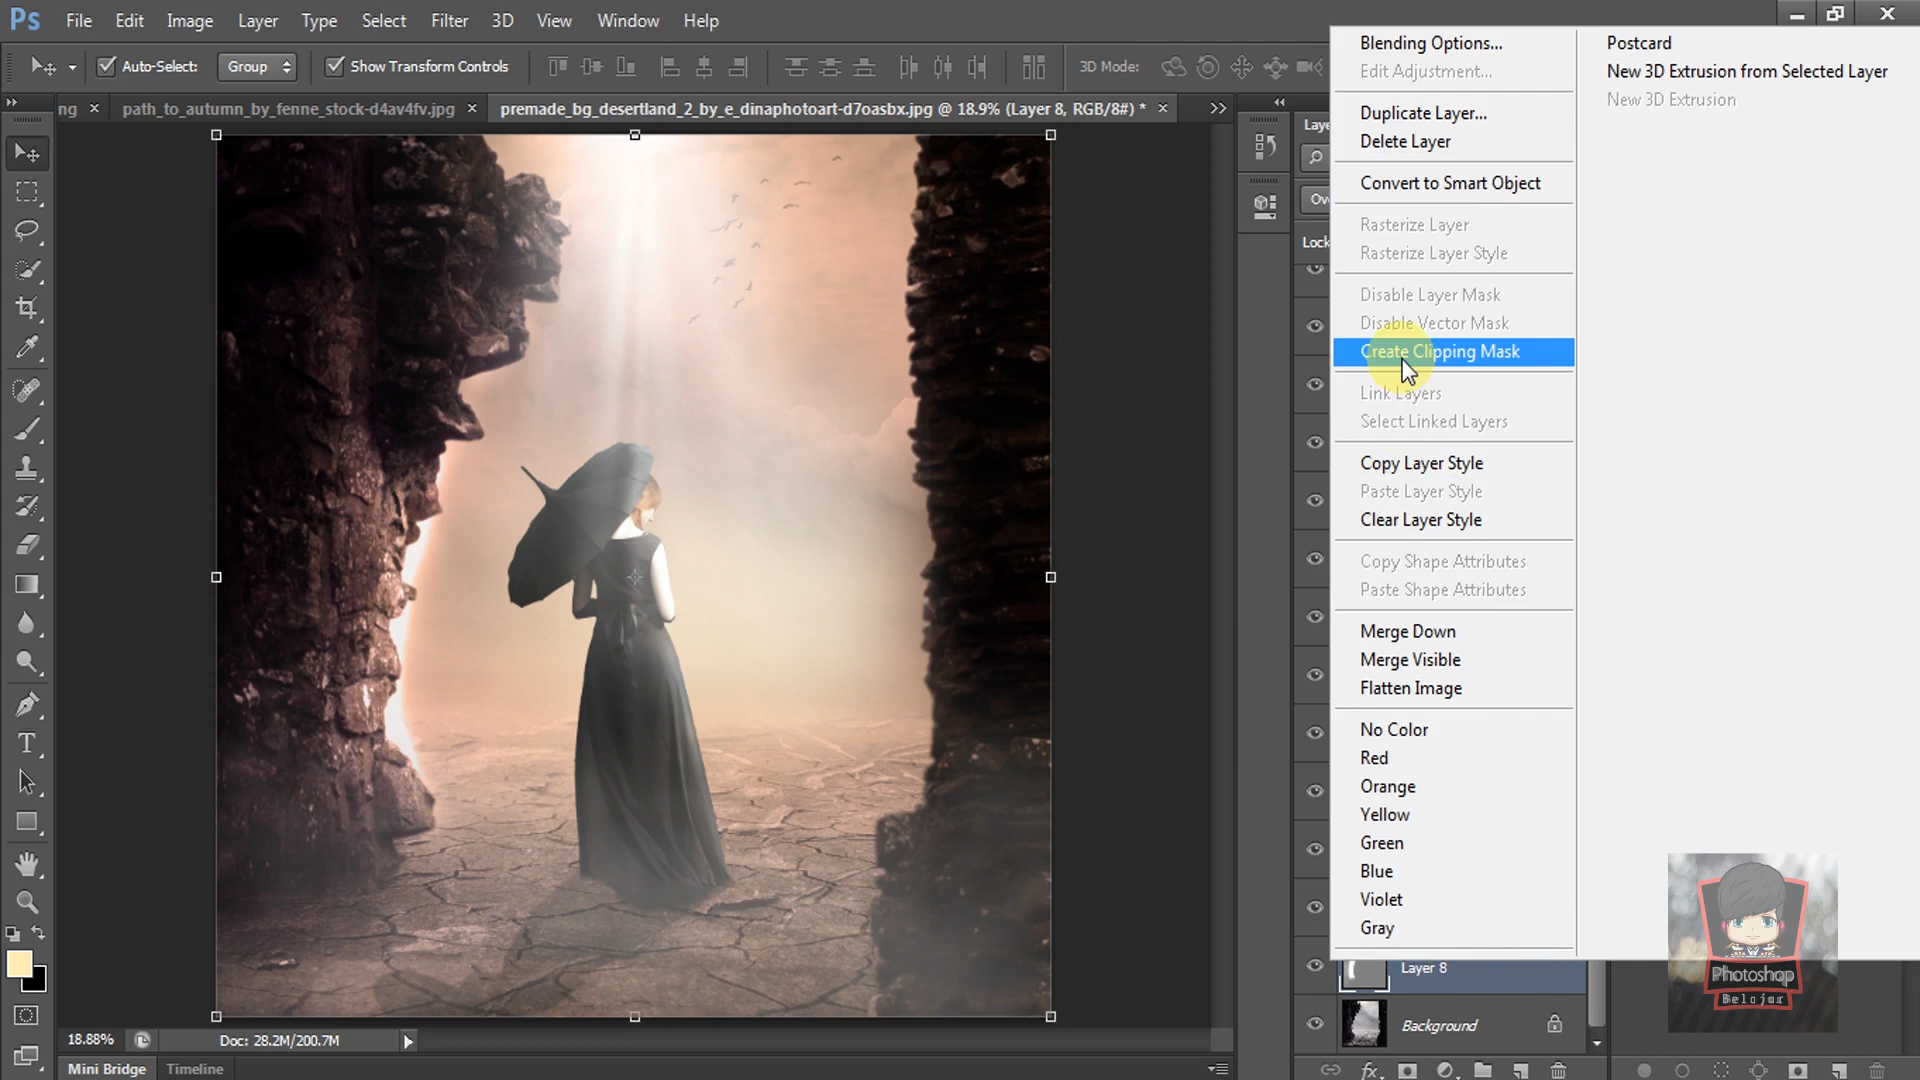 Ps File Edit Image Layer Type Select Filter 3D View Window Help
Auto-Select: Group Show Transform Controls 3D Mode:
ng × path_to_autumn_by_fenne_stock-d4av4fv.jpg × premade_bg_desertland_2_by_e_dinaphotoart-d7oasbx.jpg @ 18.9% (Layer 8, RGB/8#) * ×
Laye
Ov
Lock
Blending Options...
Edit Adjustment...
Duplicate Layer...
Delete Layer
Convert to Smart Object
Rasterize Layer
Rasterize Layer Style
Disable Layer Mask
Disable Vector Mask
Create Clipping Mask
Link Layers
Select Linked Layers
Copy Layer Style
Paste Layer Style
Clear Layer Style
Copy Shape Attributes
Paste Shape Attributes
Merge Down
Merge Visible
Flatten Image
No Color
Red
Orange
Yellow
Green
Blue
Violet
Gray
Postcard
New 3D Extrusion from Selected Layer
New 3D Extrusion
Layer 8
Background
fx
Photoshop
Belajar
18.88% Doc: 28.2M/200.7M
Mini Bridge Timeline